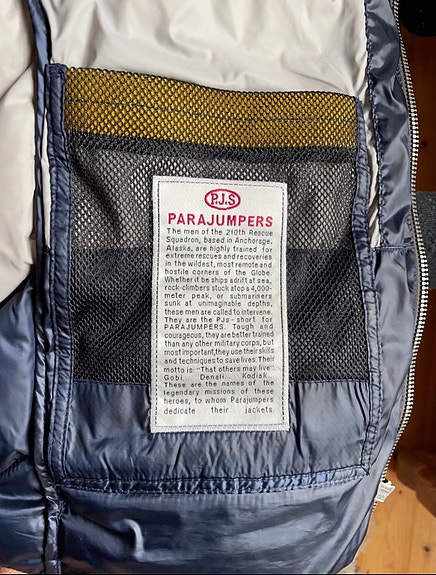 P.J.S
PARAJUMPERS
The men of the 210th Rescue
Squadron, based in Anchorage,
Alaska, are highly trained for
extreme rescues and recoveries
in the wildest, most remote and
hostile corners of the Globe.
Whether it be ships adrift at sea,
rock-climbers stuck atop a 4,000-
meter peak, or submariners
sunk at unimaginable depths,
these men are called to intervene.
They are the PJs - short for
PARAJUMPERS. Tough and
courageous, they are better trained
than any other military corps, but
most important, they use their skills
and techniques to save lives. Their
motto is: "That others may live"
Gobi... Denali... Kodiak...
These are the names of the
legendary missions of these
heroes, to whom Parajumpers
dedicate their jackets.